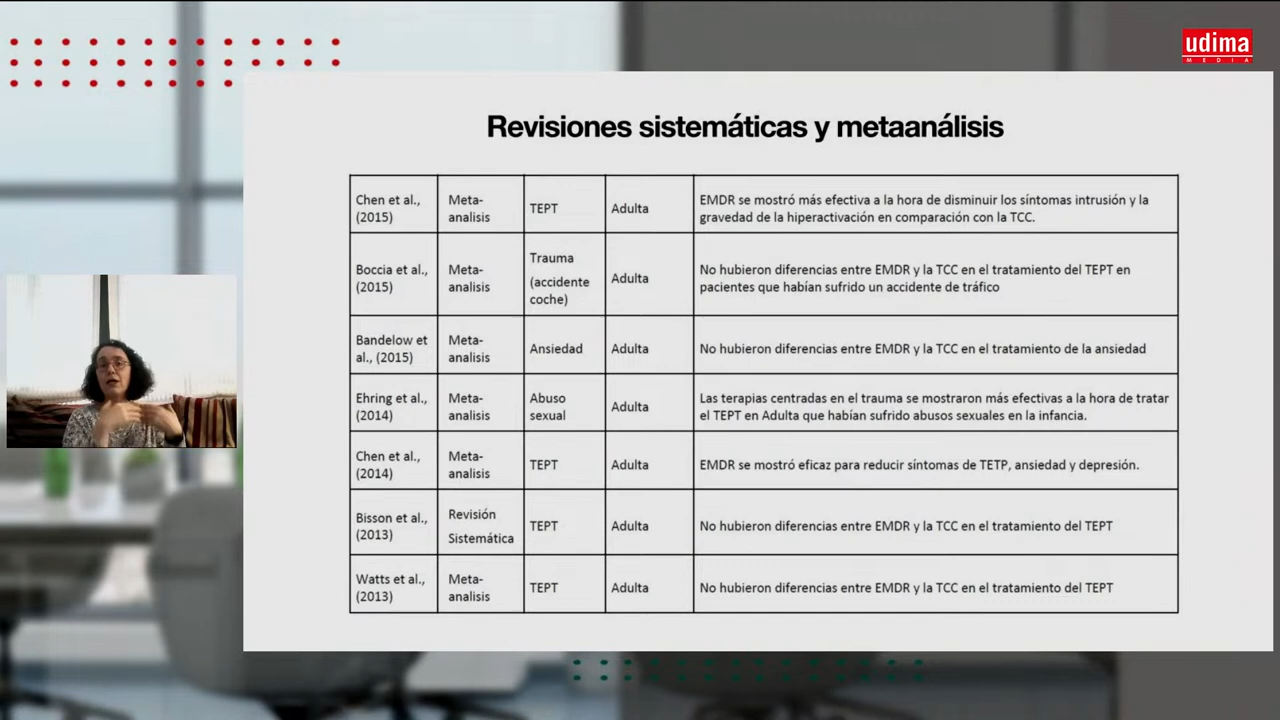 udima
MEDIA
Revisiones sistemáticas y metaanálisis
Chen et al.,
(2015)
Meta-
analisis
TEPT
Adulta
EMDR se mostró más efectiva a la hora de disminuir los síntomas intrusión y la
gravedad de la hiperactivación en comparación con la TCC.
Boccia et al.,
(2015)
Meta-
analisis
Trauma
(accidente
coche)
Adulta
No hubieron diferencias entre EMDR y la TCC en el tratamiento del TEPT en
pacientes que habían sufrido un accidente de tráfico
Bandelow et
al., (2015)
Meta-
analisis
Ansiedad
Adulta
No hubieron diferencias entre EMDR y la TCC en el tratamiento de la ansiedad
Ehring et al.,
(2014)
Meta-
analisis
Abuso
sexual
Adulta
Las terapias centradas en el trauma se mostraron más efectivas a la hora de tratar
el TEPT en Adulta que habían sufrido abusos sexuales en la infancia.
Chen et al.,
(2014)
Meta-
analisis
TEPT
Adulta
EMDR se mostró eficaz para reducir síntomas de TETP, ansiedad y depresión.
Bisson et al.,
(2013)
Revisión
Sistemática
TEPT
Adulta
No hubieron diferencias entre EMDR y la TCC en el tratamiento del TEPT
Watts et al.,
(2013)
Meta-
analisis
TEPT
Adulta
No hubieron diferencias entre EMDR y la TCC en el tratamiento del TEPT